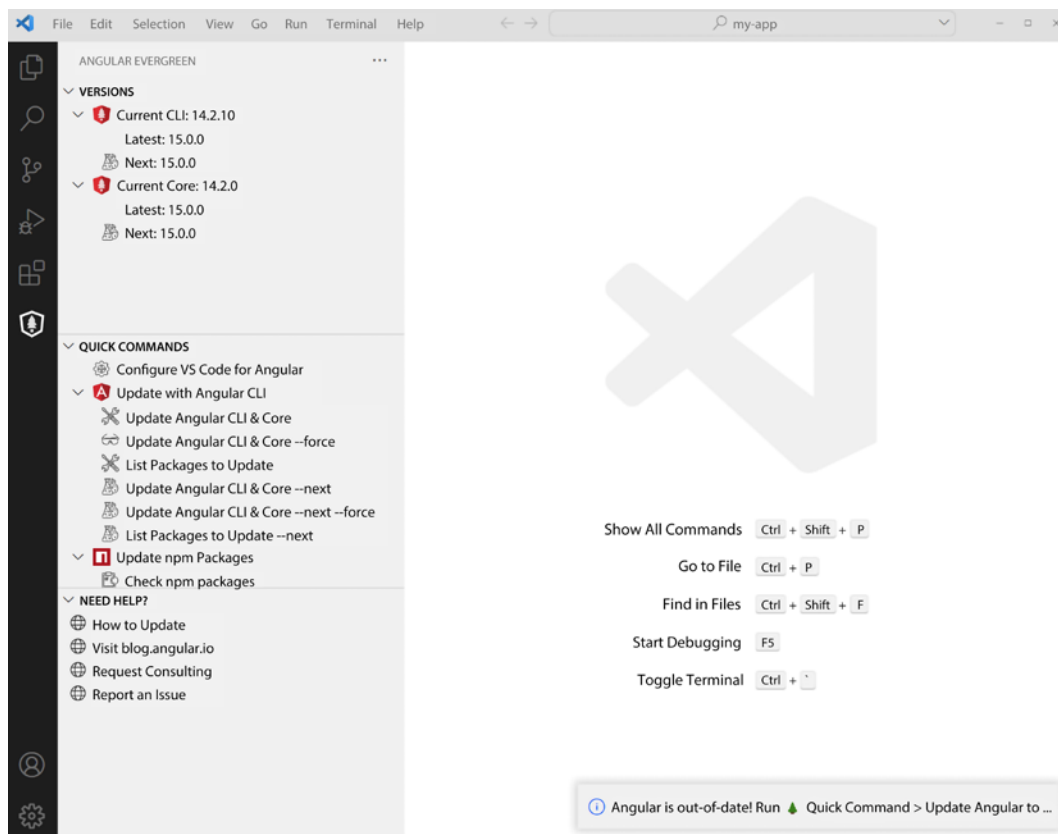 File Edit Selection View Go Run Terminal Help
my-app
ANGULAR EVERGREEN
VERSIONS
Current CLI: 14.2.10
Latest: 15.0.0
Next: 15.0.0
Current Core: 14.2.0
Latest: 15.0.0
Next: 15.0.0
QUICK COMMANDS
Configure VS Code for Angular
Update with Angular CLI
Update Angular CLI & Core
Update Angular CLI & Core --force
List Packages to Update
Update Angular CLI & Core --next
Update Angular CLI & Core --next --force
List Packages to Update --next
Update npm Packages
Check npm packages
NEED HELP?
How to Update
Visit blog.angular.io
Request Consulting
Report an Issue
Show All Commands Ctrl + Shift + P
Go to File Ctrl + P
Find in Files Ctrl + Shift + F
Start Debugging F5
Toggle Terminal Ctrl + `
Angular is out-of-date! Run 🌲 Quick Command > Update Angular to ...